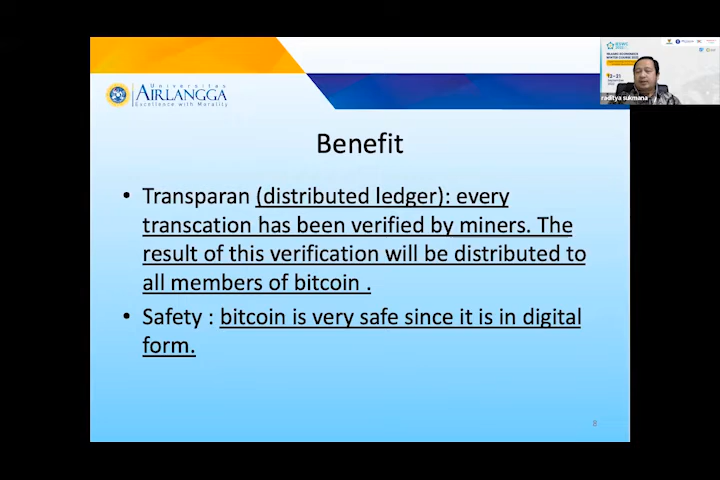 Universitas
AIRLANGGA
Excellence with Morality
raditya sukmana
Benefit
• Transparan (distributed ledger): every
transcation has been verified by miners. The
result of this verification will be distributed to
all members of bitcoin .
• Safety : bitcoin is very safe since it is in digital
form.
8